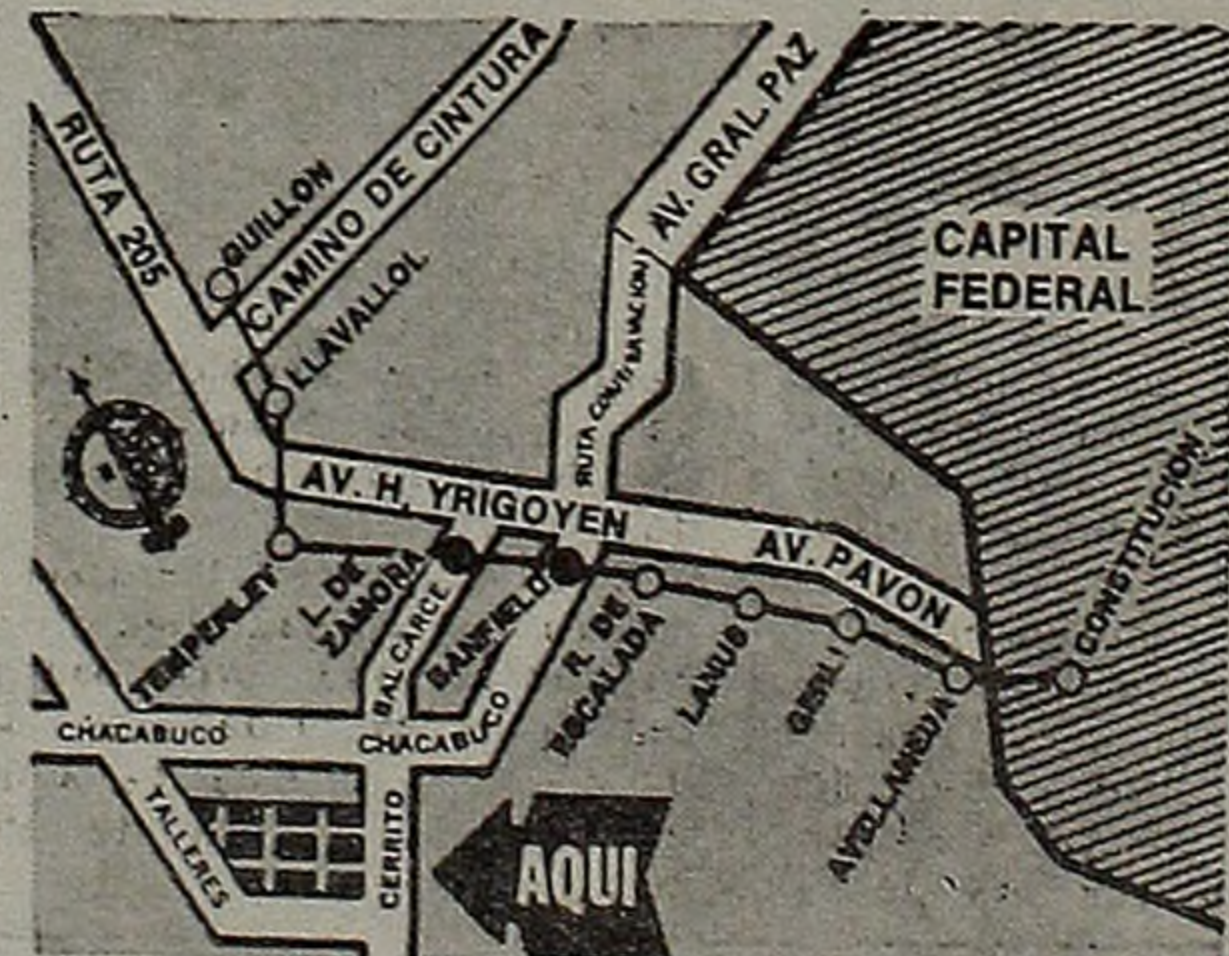 RUTA 205
GUILLON
CAMINO DE CINTURA
LLAVALLOL
AV. GRAL. PAZ
CAPITAL
FEDERAL
RUTA
AV. H. YRIGOYEN
AV. PAVON
CONSTITUCION
TEMPERLEY
L. DE
ZAMORA
BALCARCE
BANFIELD
R. DE
ESCALADA
LANUS
GERLI
AVELLANEDA
CHACABUCO
CHACABUCO
TALLERES
CERRITO
AQUI